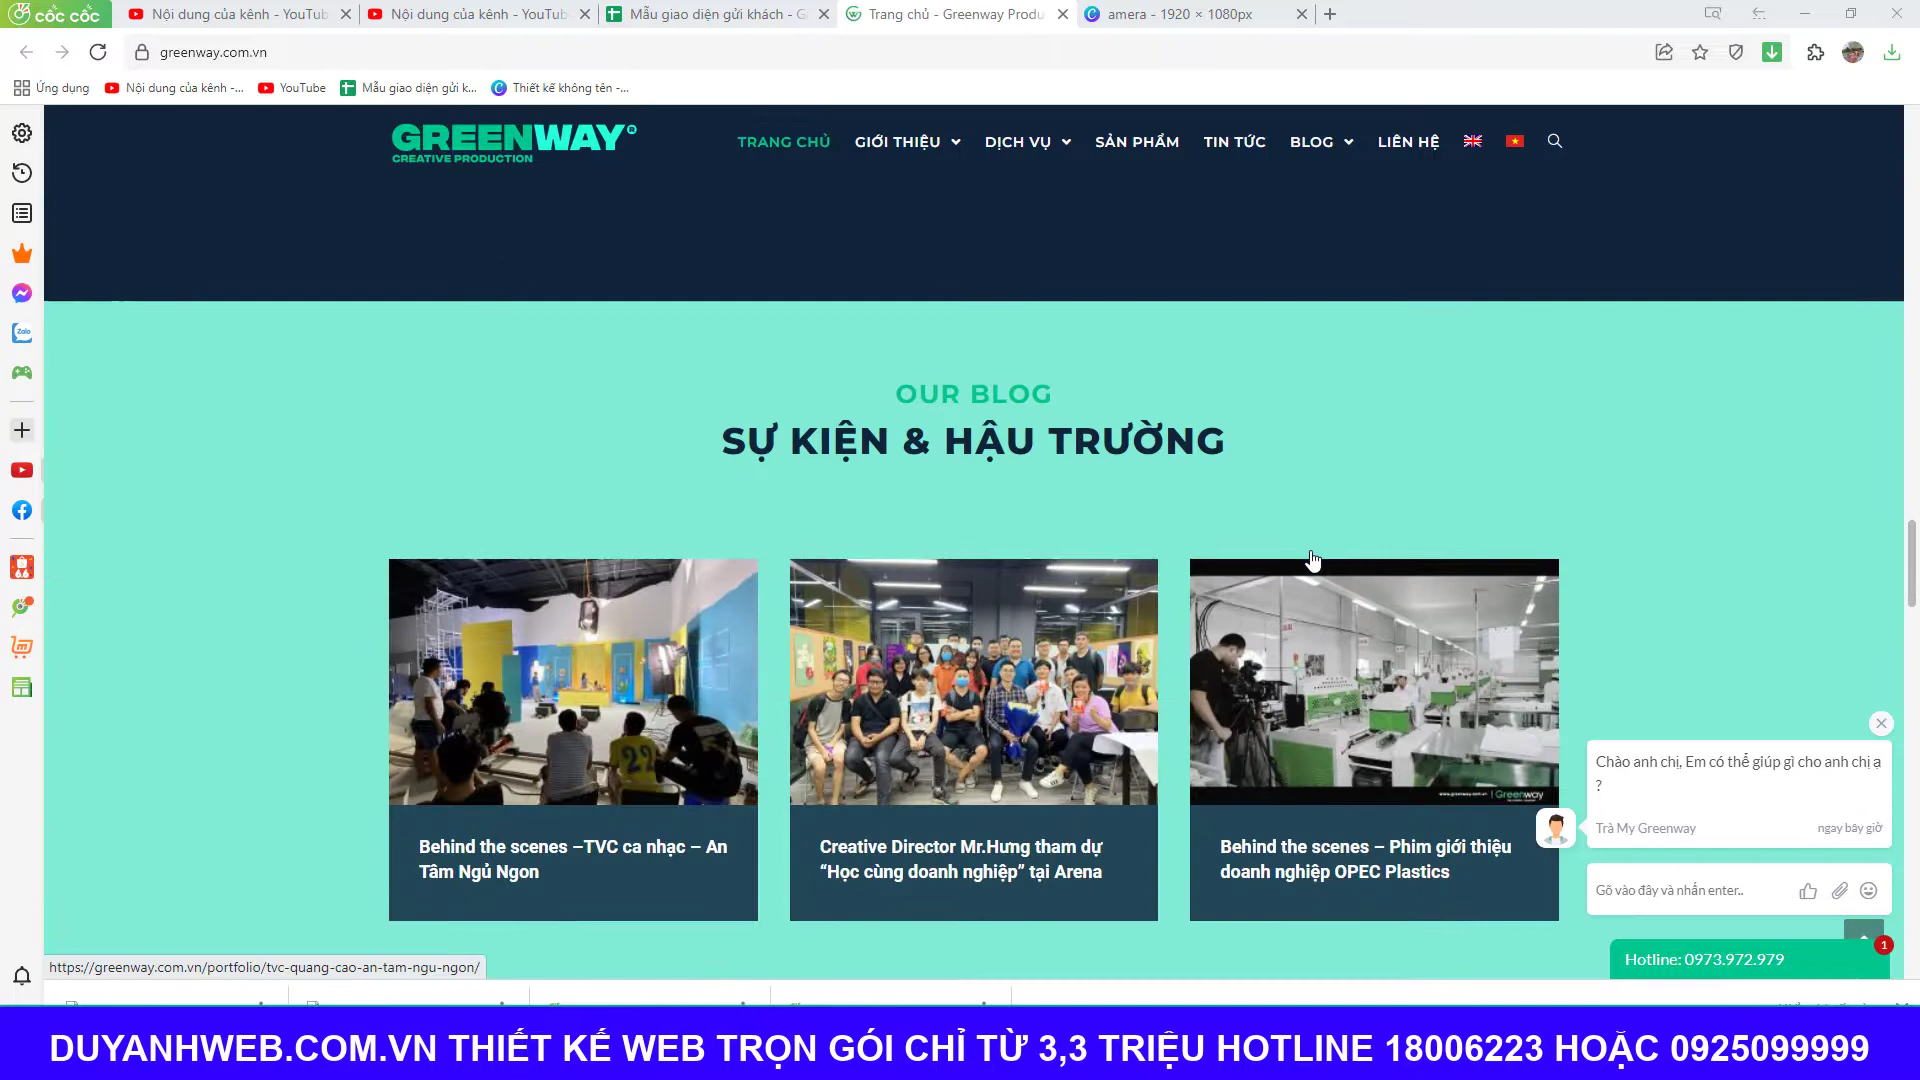 cốc cốc
Nội dung của kênh - YouTub
Nội dung của kênh - YouTub
Mẫu giao diện gửi khách - G
Trang chủ - Greenway Produ
amera - 1920 × 1080px
greenway.com.vn
Ứng dụng
Nội dung của kênh -...
YouTube
Mẫu giao diện gửi k...
Thiết kế không tên -...
GREENWAY
CREATIVE PRODUCTION
TRANG CHỦ
GIỚI THIỆU
DỊCH VỤ
SẢN PHẨM
TIN TỨC
BLOG
LIÊN HỆ
Zalo
OUR BLOG
SỰ KIỆN & HẬU TRƯỜNG
22
www.greenway.com.vn | Greenway
Behind the scenes –TVC ca nhạc – An
Tâm Ngủ Ngon
Creative Director Mr.Hưng tham dự
“Học cùng doanh nghiệp” tại Arena
Behind the scenes – Phim giới thiệu
doanh nghiệp OPEC Plastics
Chào anh chị, Em có thể giúp gì cho anh chị ạ
?
Trà My Greenway
ngay bây giờ
Gõ vào đây và nhấn enter..
1
Hotline: 0973.972.979
https://greenway.com.vn/portfolio/tvc-quang-cao-an-tam-ngu-ngon/
DUYANHWEB.COM.VN THIẾT KẾ WEB TRỌN GÓI CHỈ TỪ 3,3 TRIỆU HOTLINE 18006223 HOẶC 0925099999